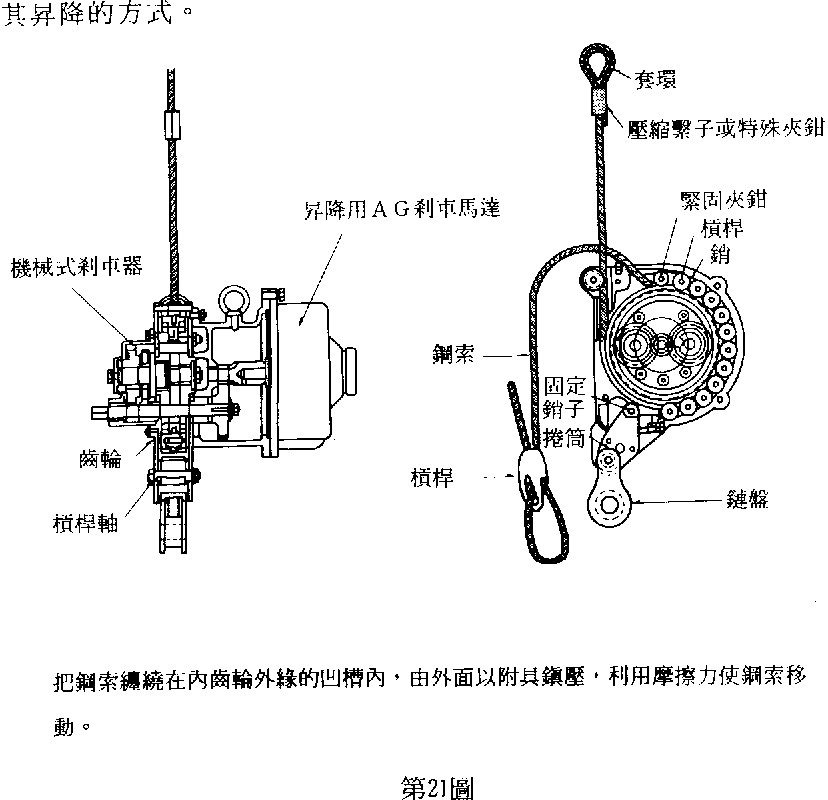 其昇降的方式。
套環
壓縮繫子或特殊夾鉗
緊固夾鉗
槓桿
銷
昇降用ＡＧ剎車馬達
機械式剎車器
鋼索
固定
銷子
捲筒
齒輪
槓桿
槓桿軸
鏈盤
把鋼索纏繞在內齒輪外緣的凹槽內，由外面以附具鎮壓，利用摩擦力使鋼索移
動。
第21圖